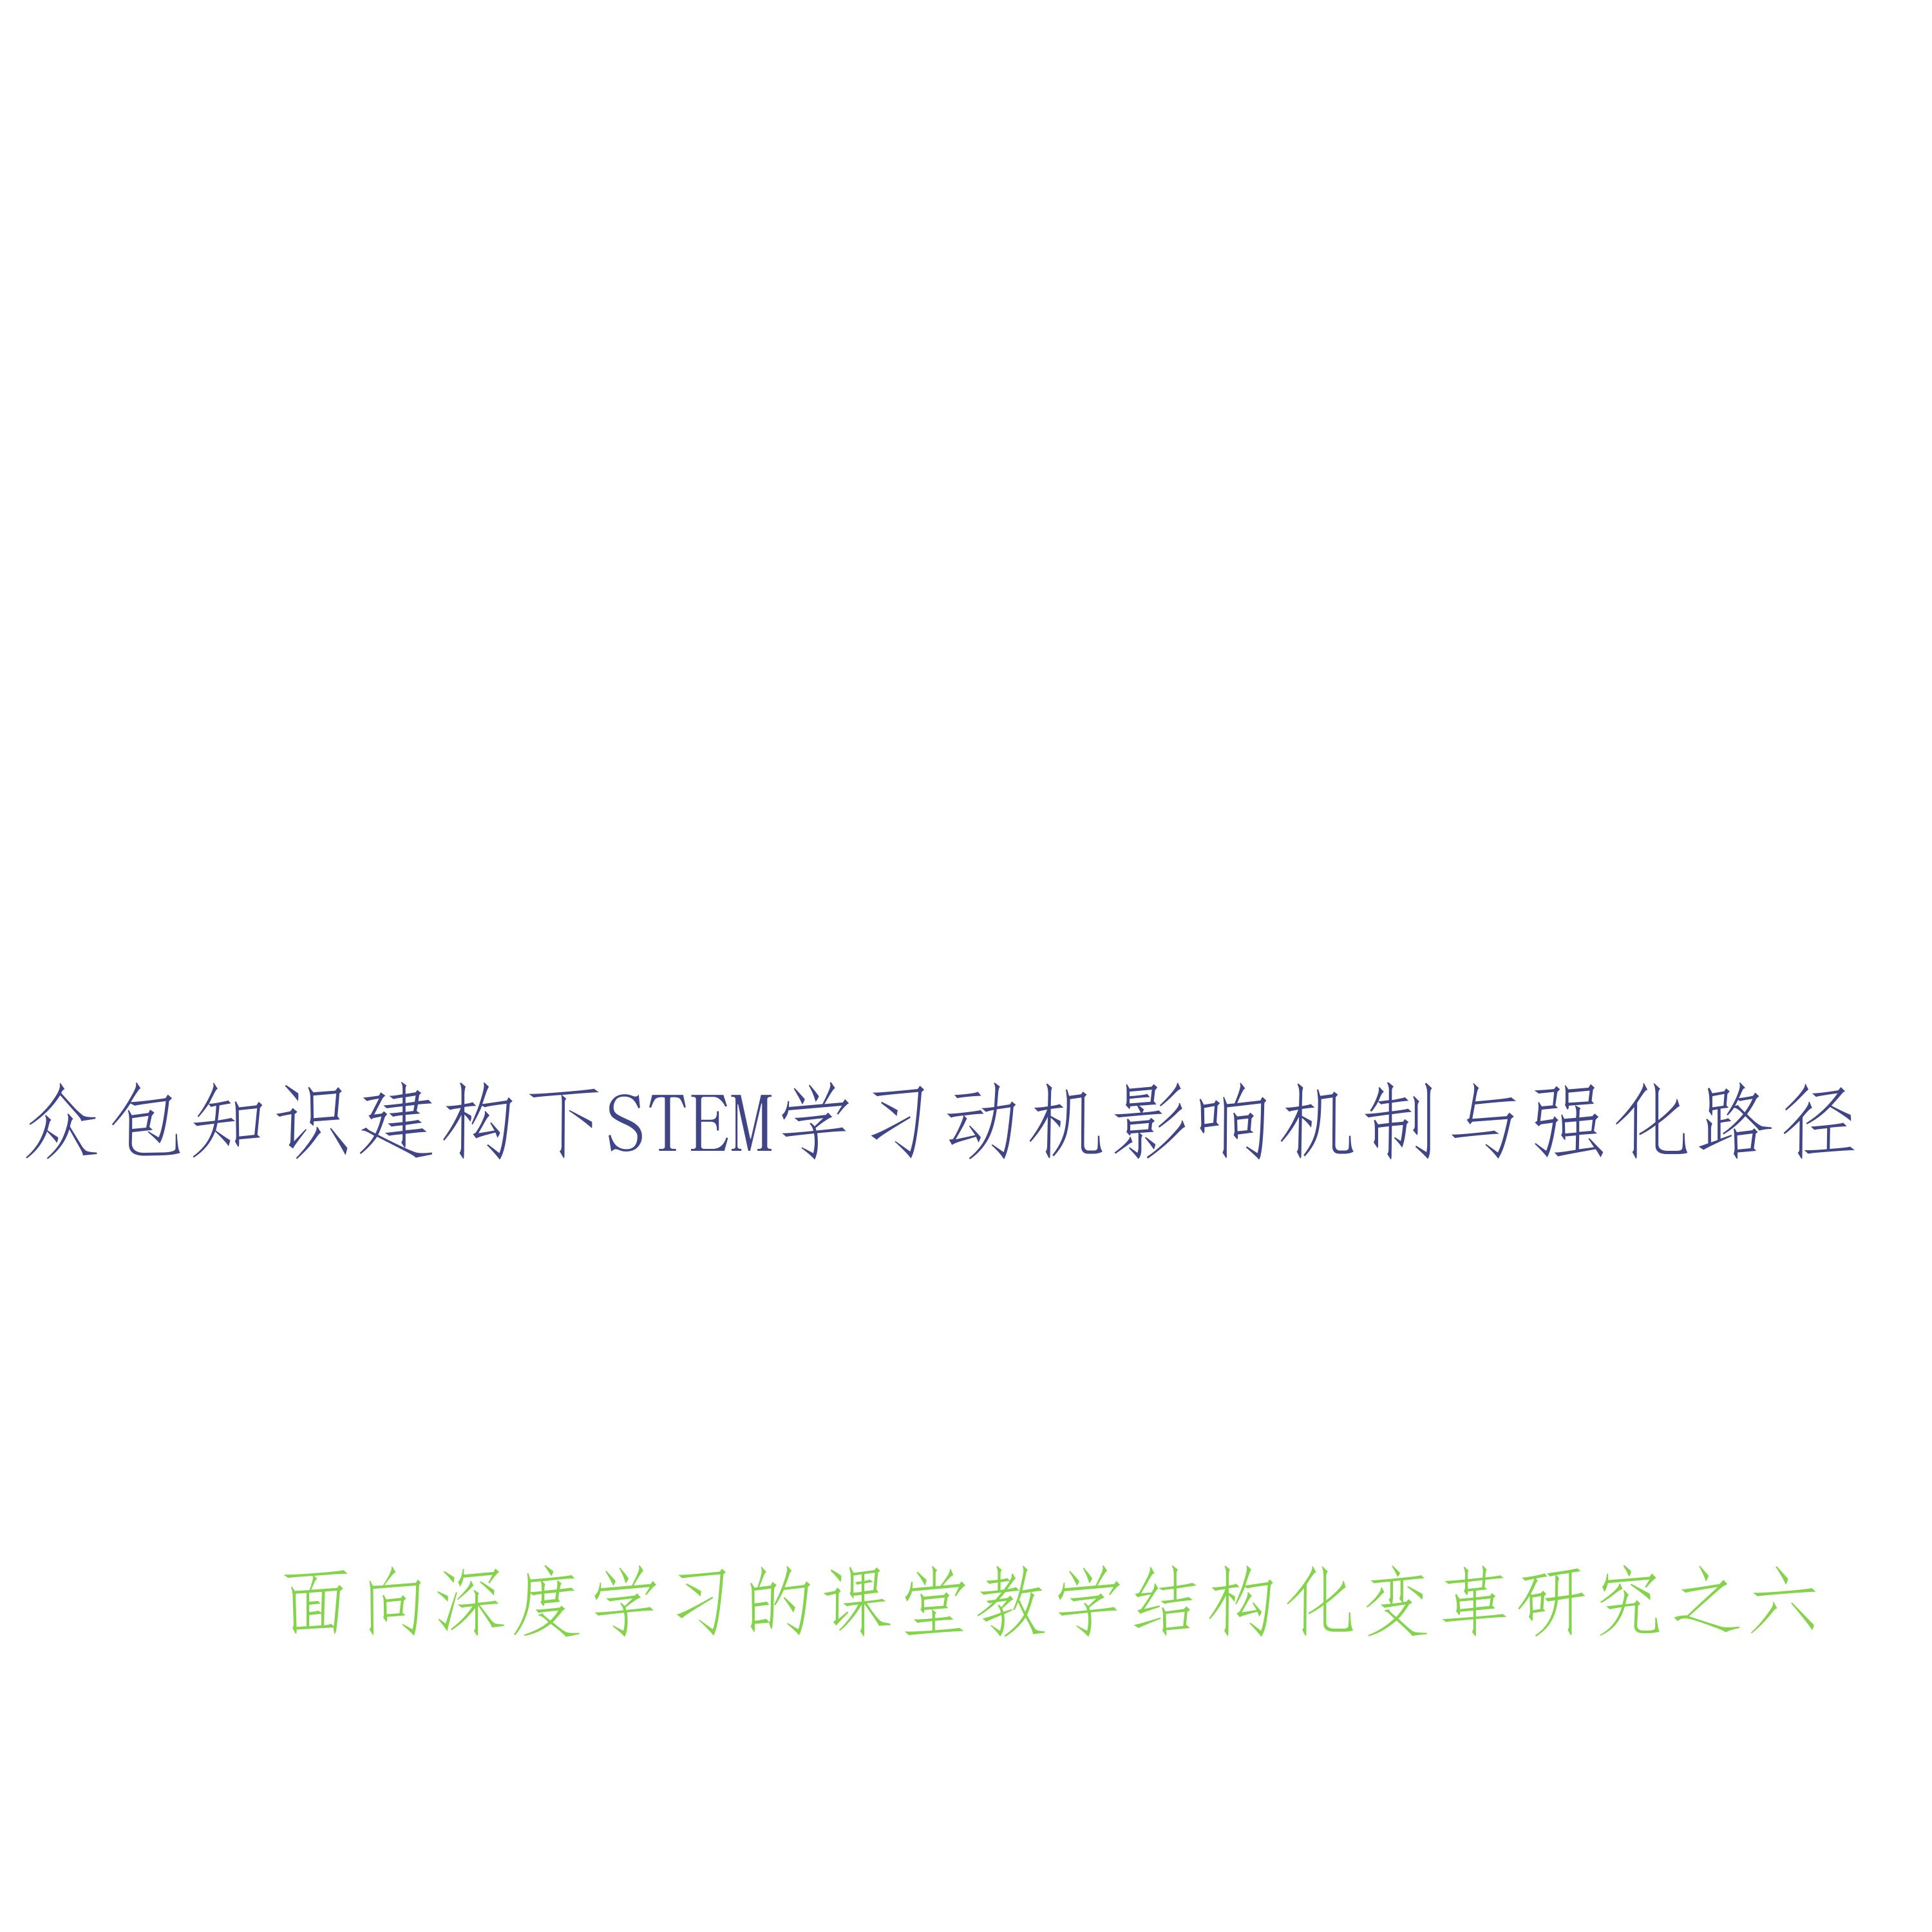 众包知识建构下STEM学习动机影响机制与强化路径
面向深度学习的课堂教学结构化变革研究之六